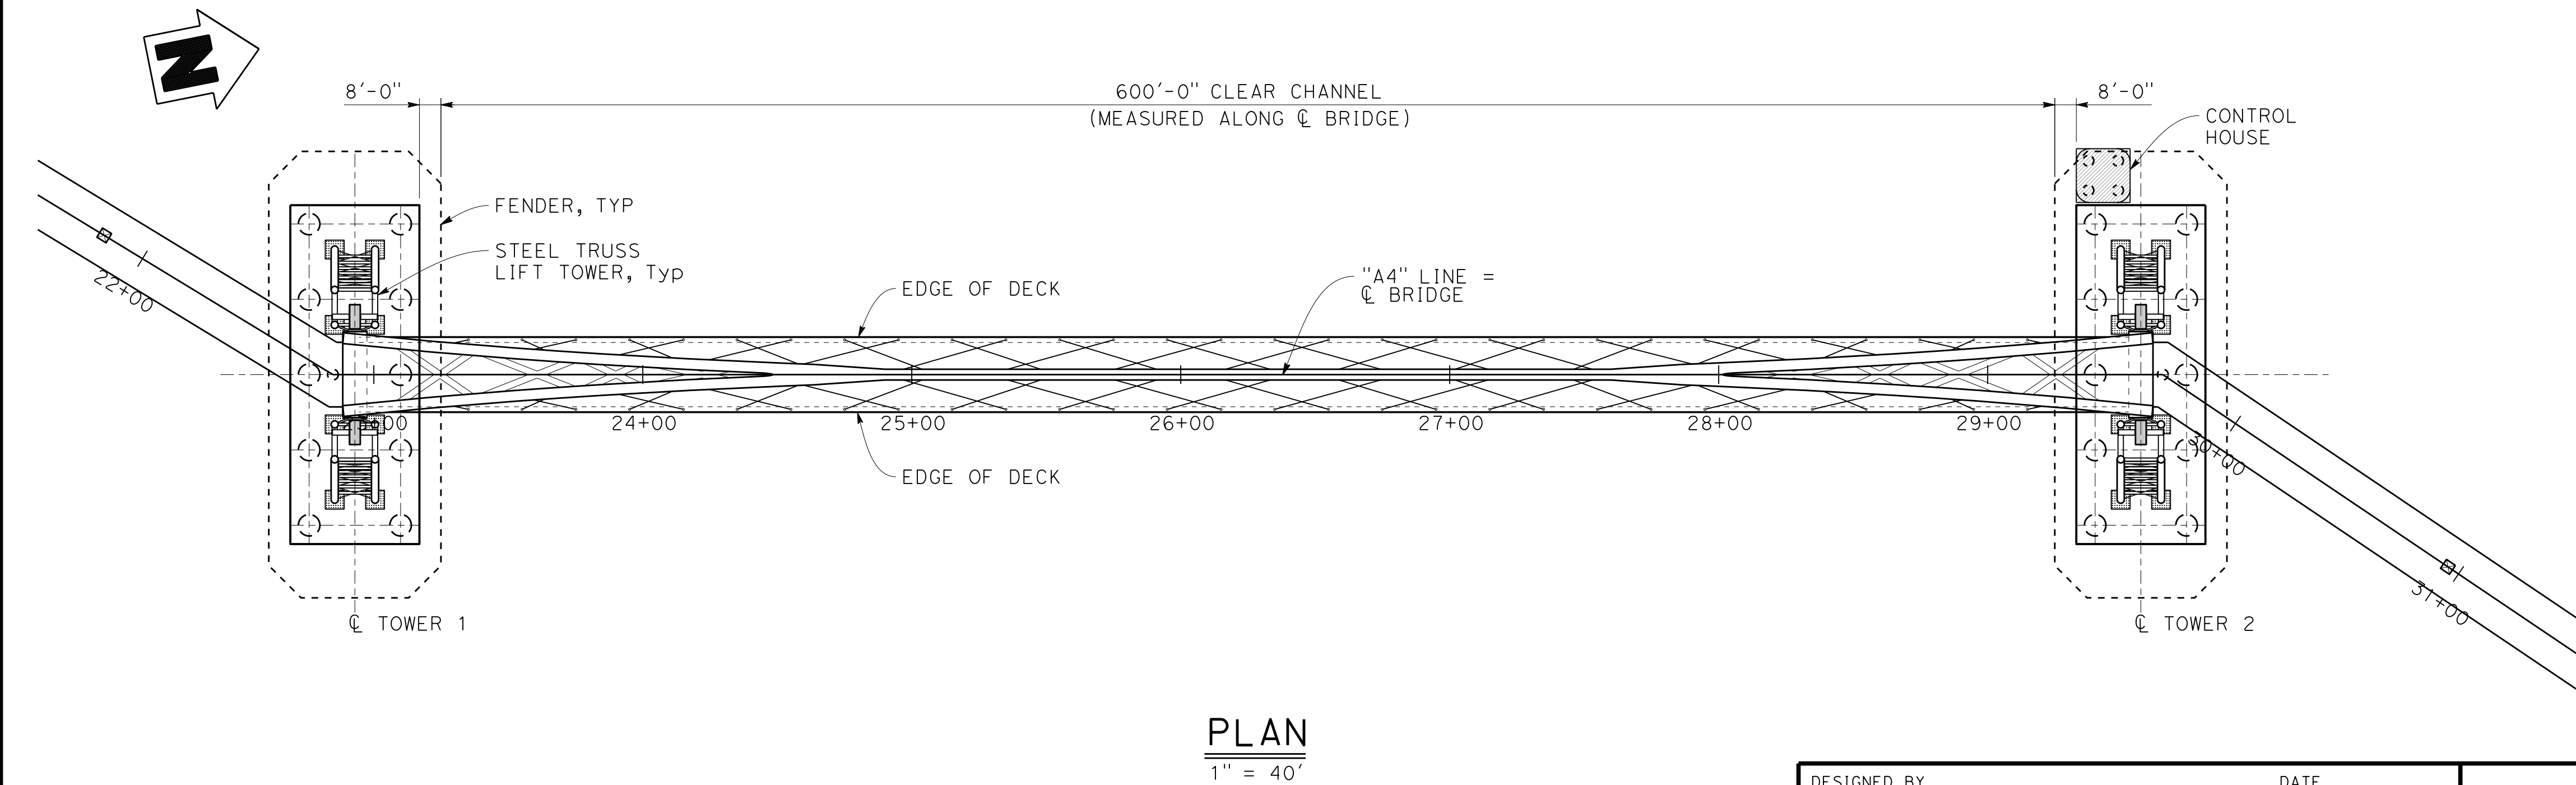 N
8'-0"
600'-0" CLEAR CHANNEL
(MEASURED ALONG ℄ BRIDGE)
8'-0"
CONTROL
HOUSE
FENDER, TYP
STEEL TRUSS
LIFT TOWER, Typ
EDGE OF DECK
"A4" LINE =
℄ BRIDGE
22+00
00
24+00
25+00
26+00
27+00
28+00
29+00
30+00
31+00
EDGE OF DECK
℄ TOWER 1
℄ TOWER 2
PLAN
1" = 40'
DESIGNED BY
DATE